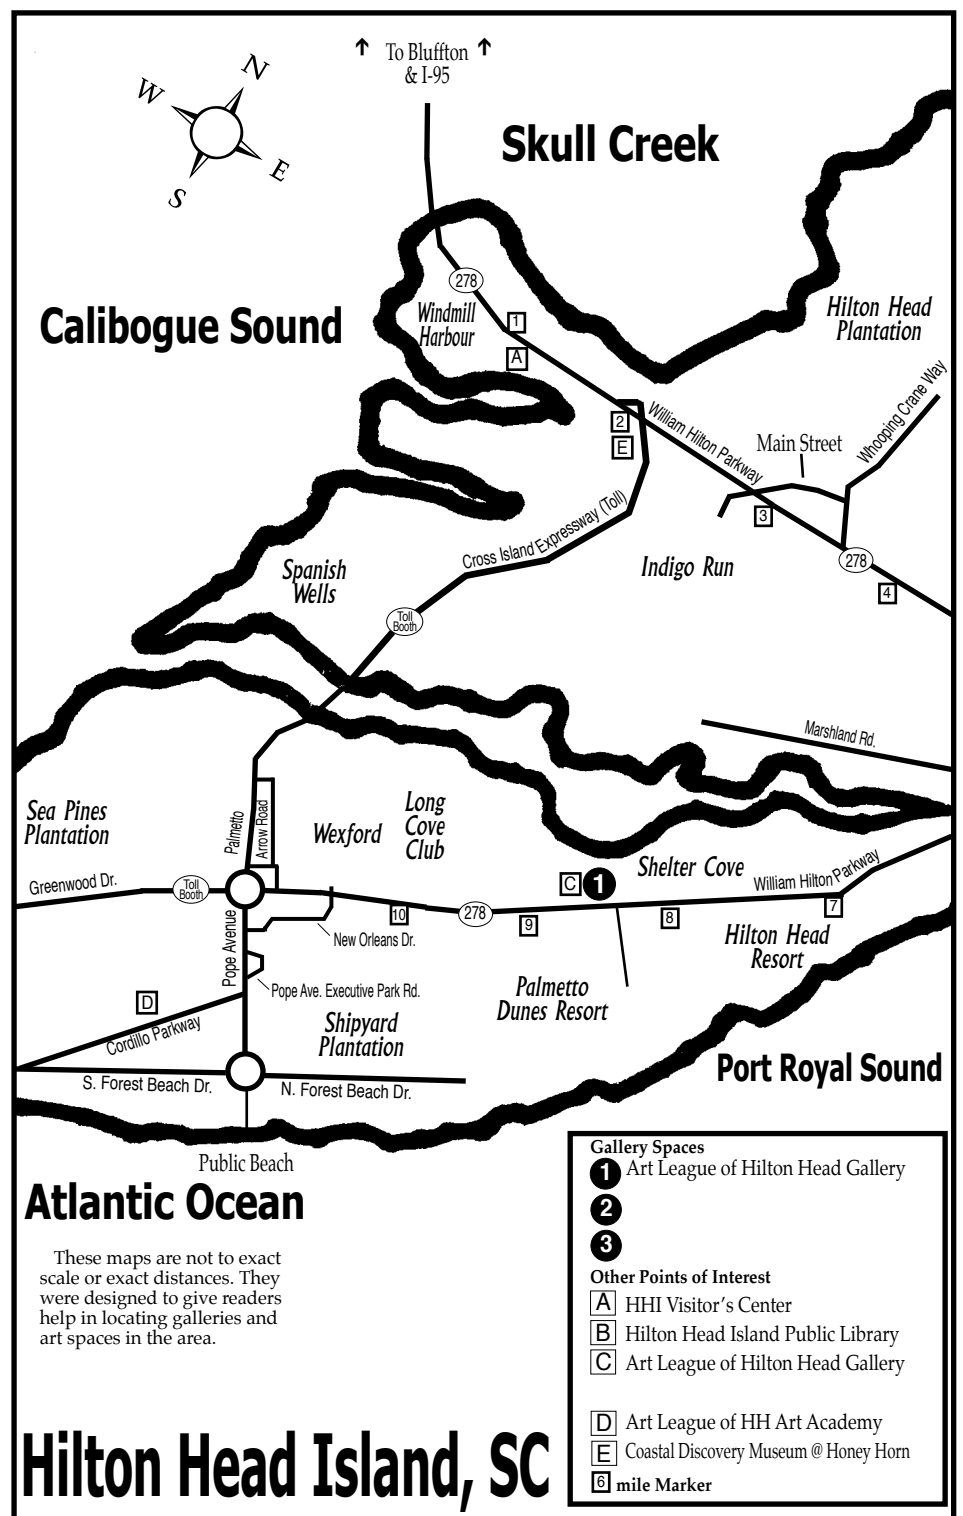 To Bluffton
& I-95
N
W
E
S
Skull Creek
278
Windmill
Harbour
Calibogue Sound
Hilton Head
Plantation
1
A
Whooping Crane Way
2
E
William Hilton Parkway
Main Street
3
Cross Island Expressway (Toll)
Indigo Run
278
4
Spanish
Wells
Toll
Booth
Marshland Rd.
Sea Pines
Plantation
Palmetto
Arrow Road
Wexford
Long
Cove
Club
Shelter Cove
William Hilton Parkway
Greenwood Dr.
Toll
Booth
C
1
10
278
9
8
7
Pope Avenue
New Orleans Dr.
Hilton Head
Resort
Pope Ave. Executive Park Rd.
Palmetto
Dunes Resort
D
Cordillo Parkway
Shipyard
Plantation
Port Royal Sound
S. Forest Beach Dr.
N. Forest Beach Dr.
Public Beach
Atlantic Ocean
These maps are not to exact
scale or exact distances. They
were designed to give readers
help in locating galleries and
art spaces in the area.
Gallery Spaces
1 Art League of Hilton Head Gallery
2
3
Other Points of Interest
A HHI Visitor's Center
B Hilton Head Island Public Library
C Art League of Hilton Head Gallery
D Art League of HH Art Academy
E Coastal Discovery Museum @ Honey Horn
6 mile Marker
Hilton Head Island, SC